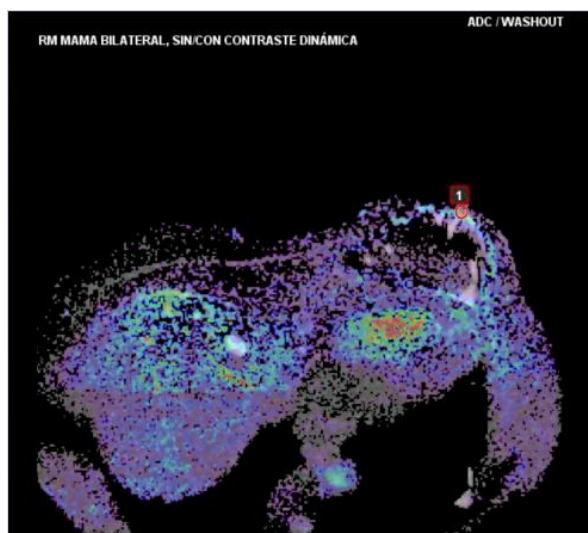 ADC / WASHOUT
RM MAMA BILATERAL, SIN/CON CONTRASTE DINÁMICA
1